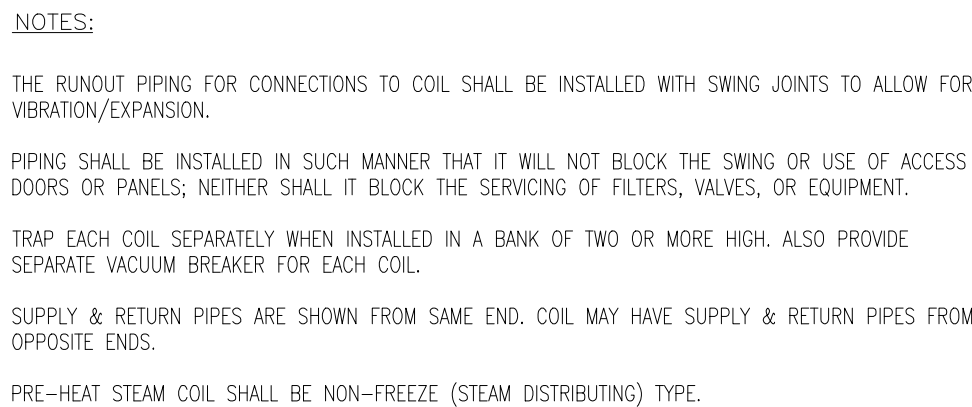 NOTES:
THE RUNOUT PIPING FOR CONNECTIONS TO COIL SHALL BE INSTALLED WITH SWING JOINTS TO ALLOW FOR
VIBRATION/EXPANSION.
PIPING SHALL BE INSTALLED IN SUCH MANNER THAT IT WILL NOT BLOCK THE SWING OR USE OF ACCESS
DOORS OR PANELS; NEITHER SHALL IT BLOCK THE SERVICING OF FILTERS, VALVES, OR EQUIPMENT.
TRAP EACH COIL SEPARATELY WHEN INSTALLED IN A BANK OF TWO OR MORE HIGH. ALSO PROVIDE
SEPARATE VACUUM BREAKER FOR EACH COIL.
SUPPLY & RETURN PIPES ARE SHOWN FROM SAME END. COIL MAY HAVE SUPPLY & RETURN PIPES FROM
OPPOSITE ENDS.
PRE-HEAT STEAM COIL SHALL BE NON-FREEZE (STEAM DISTRIBUTING) TYPE.